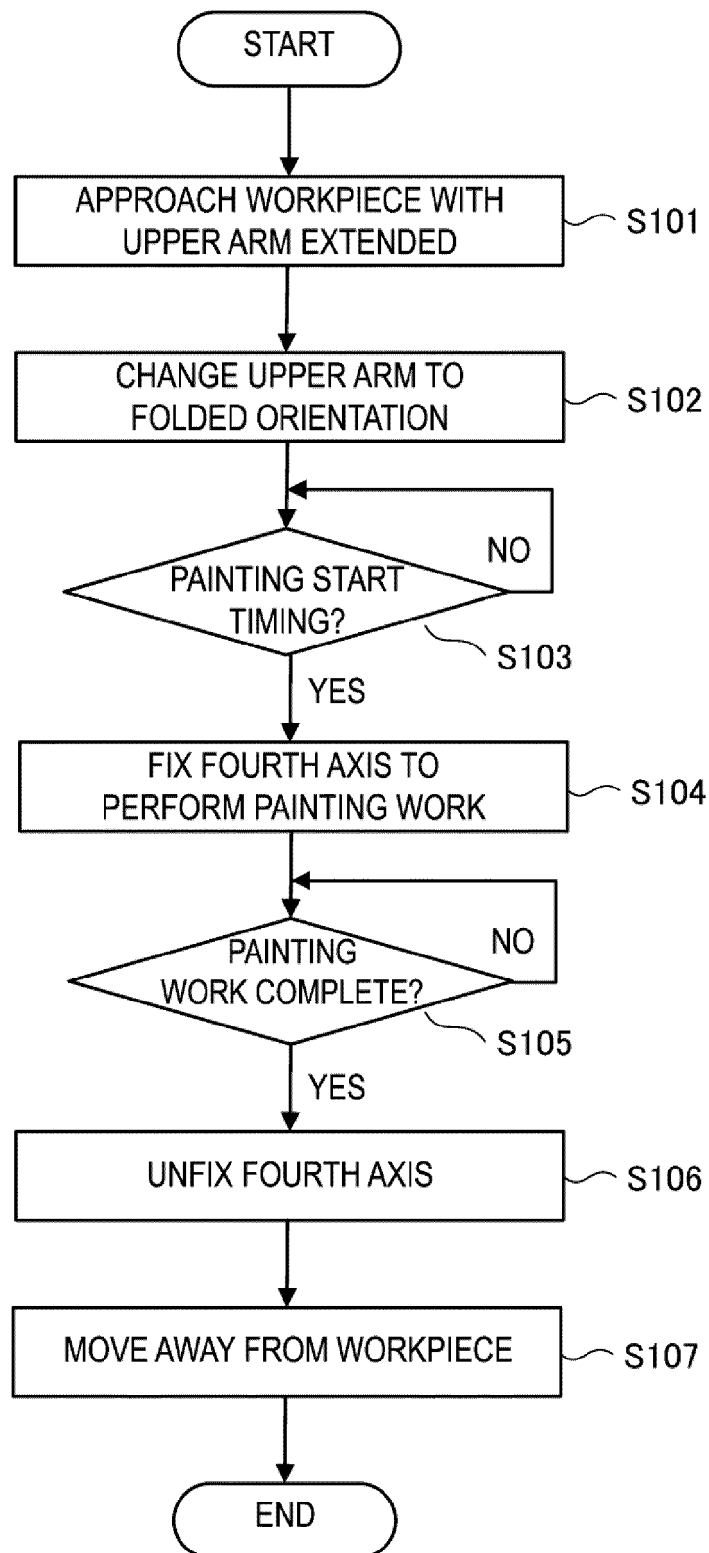 START
APPROACH WORKPIECE WITH
UPPER ARM EXTENDED
S101
CHANGE UPPER ARM TO
FOLDED ORIENTATION
S102
NO
PAINTING START
TIMING?
S103
YES
FIX FOURTH AXIS TO
PERFORM PAINTING WORK
S104
NO
PAINTING
WORK COMPLETE?
S105
YES
UNFIX FOURTH AXIS
S106
MOVE AWAY FROM WORKPIECE
S107
END